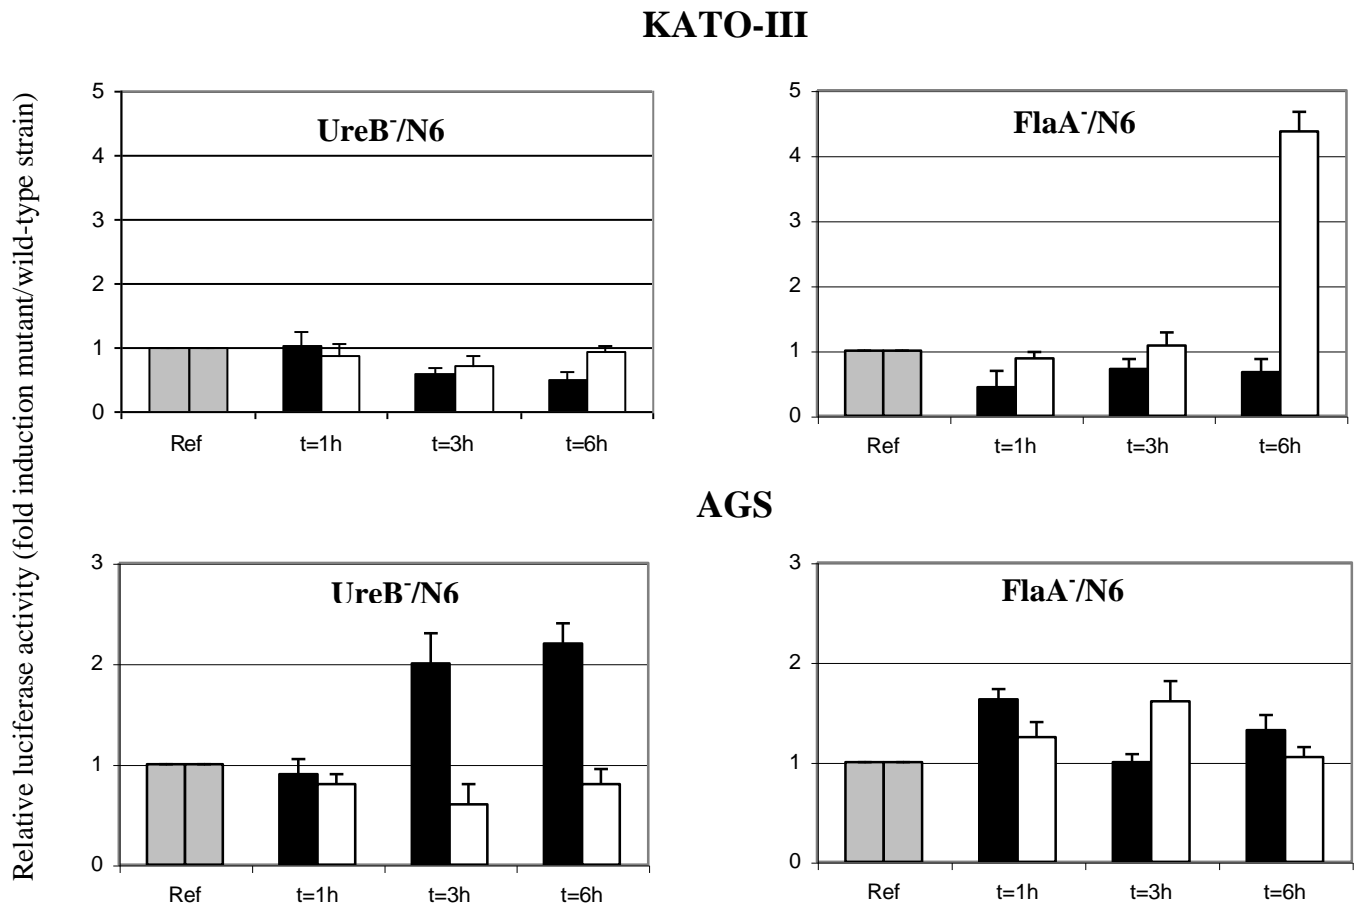 KATO-III
Relative luciferase activity (fold induction mutant/wild-type strain)
UreB⁻/N6
5
4
3
2
1
0
Ref t=1h t=3h t=6h
FlaA⁻/N6
5
4
3
2
1
0
Ref t=1h t=3h t=6h
AGS
UreB⁻/N6
3
2
1
0
Ref t=1h t=3h t=6h
FlaA⁻/N6
3
2
1
0
Ref t=1h t=3h t=6h